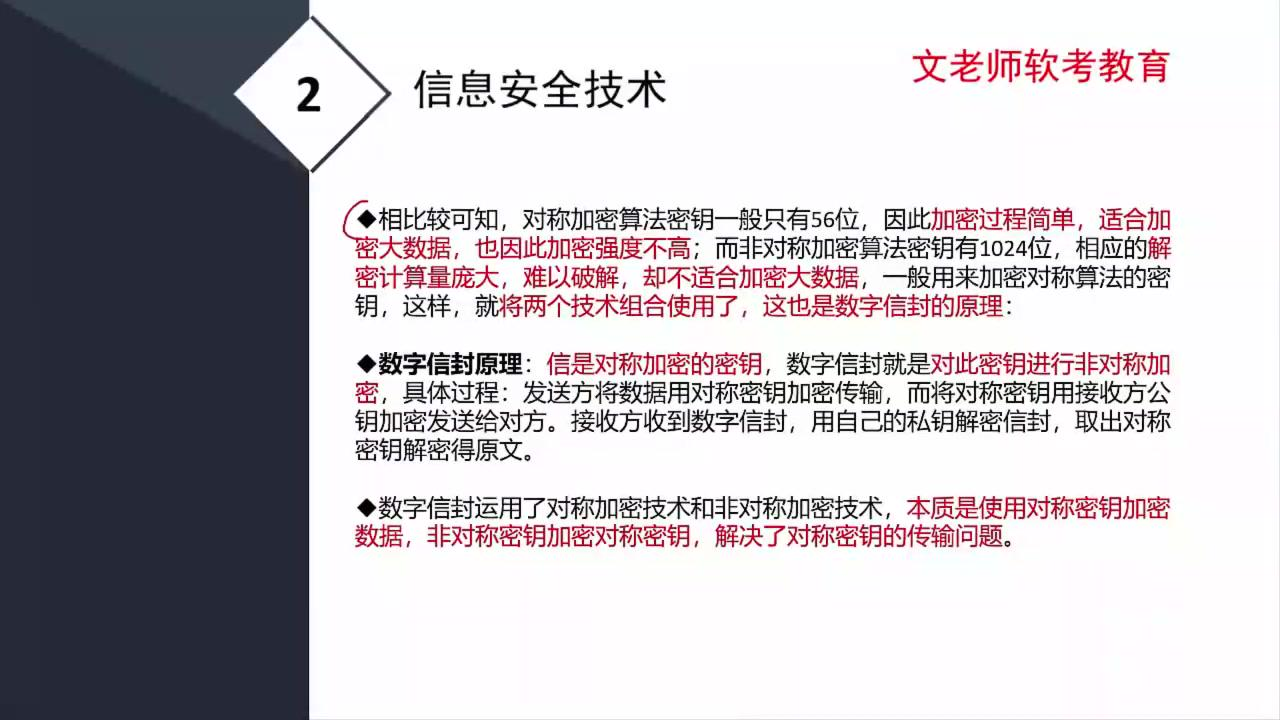 2
信息安全技术
文老师软考教育
◆相比较可知，对称加密算法密钥一般只有56位，因此加密过程简单，适合加
密大数据，也因此加密强度不高；而非对称加密算法密钥有1024位，相应的解
密计算量庞大，难以破解，却不适合加密大数据，一般用来加密对称算法的密
钥，这样，就将两个技术组合使用了，这也是数字信封的原理：
◆数字信封原理：信是对称加密的密钥，数字信封就是对此密钥进行非对称加
密，具体过程：发送方将数据用对称密钥加密传输，而将对称密钥用接收方公
钥加密发送给对方。接收方收到数字信封，用自己的私钥解密信封，取出对称
密钥解密得原文。
◆数字信封运用了对称加密技术和非对称加密技术，本质是使用对称密钥加密
数据，非对称密钥加密对称密钥，解决了对称密钥的传输问题。